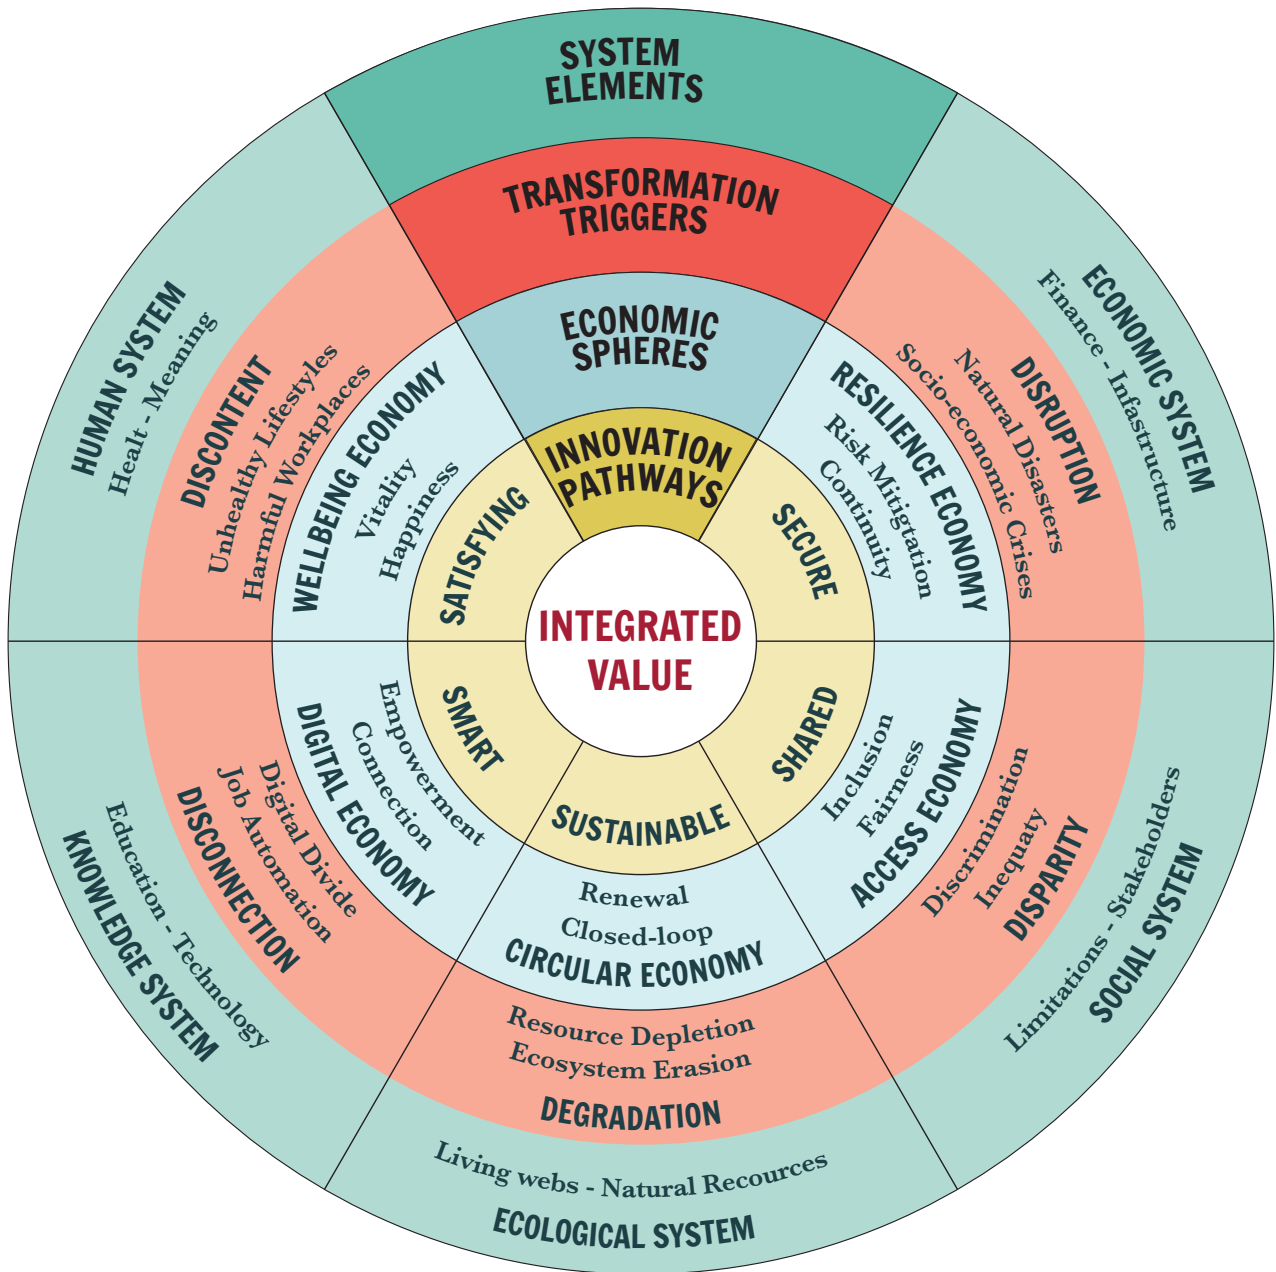 SYSTEM
ELEMENTS
TRANSFORMATION
TRIGGERS
ECONOMIC
SPHERES
INNOVATION
PATHWAYS
INTEGRATED
VALUE
ECONOMIC SYSTEM
Finance - Infastructure
DISRUPTION
Natural Disasters
Socio-economic Crises
RESILIENCE ECONOMY
Risk Mitigtation
Continuity
SECURE
SOCIAL SYSTEM
Limitations - Stakeholders
DISPARITY
Inequaty
Discrimination
ACCESS ECONOMY
Fairness
Inclusion
SHARED
SUSTAINABLE
Renewal
Closed-loop
CIRCULAR ECONOMY
Resource Depletion
Ecosystem Erasion
DEGRADATION
Living webs - Natural Recources
ECOLOGICAL SYSTEM
KNOWLEDGE SYSTEM
Education - Technology
DISCONNECTION
Job Automation
Digital Divide
DIGITAL ECONOMY
Connection
Empowerment
SMART
HUMAN SYSTEM
Healt - Meaning
DISCONTENT
Unhealthy Lifestyles
Harmful Workplaces
WELLBEING ECONOMY
Vitality
Happiness
SATISFYING